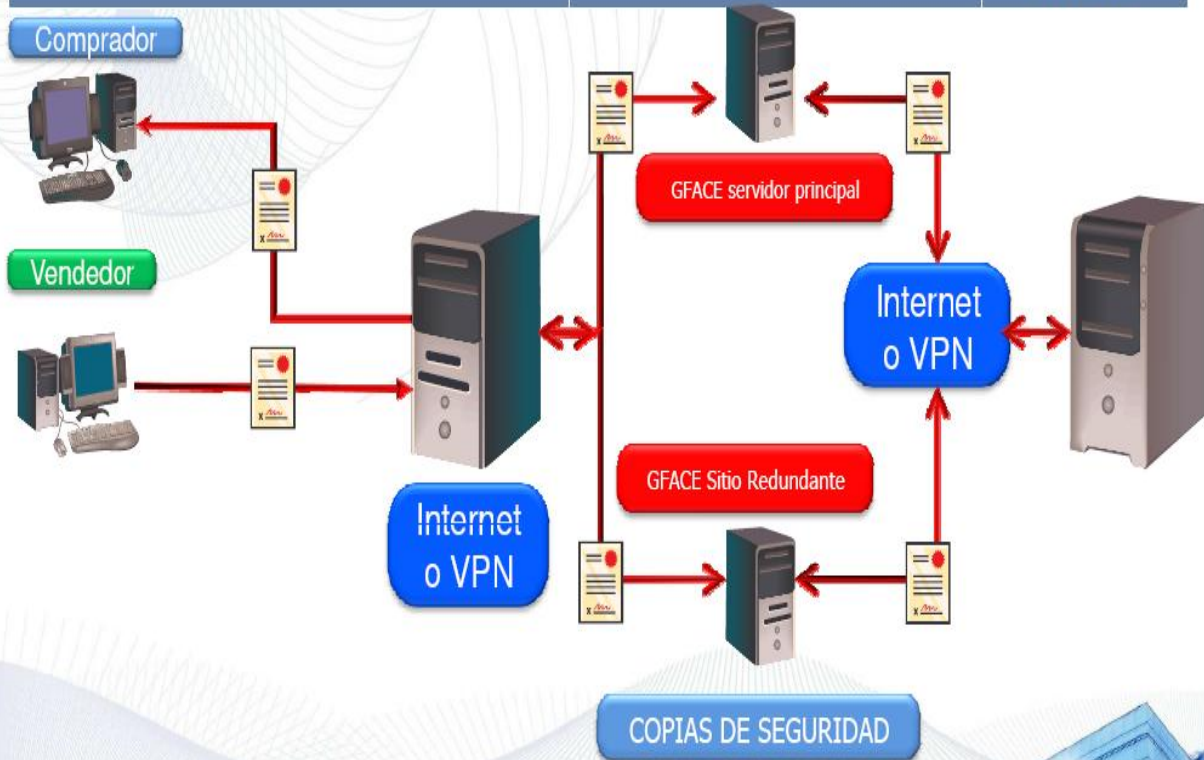 Comprador
GFACE servidor principal
Vendedor
Internet
o VPN
GFACE Sitio Redundante
Internet
o VPN
COPIAS DE SEGURIDAD